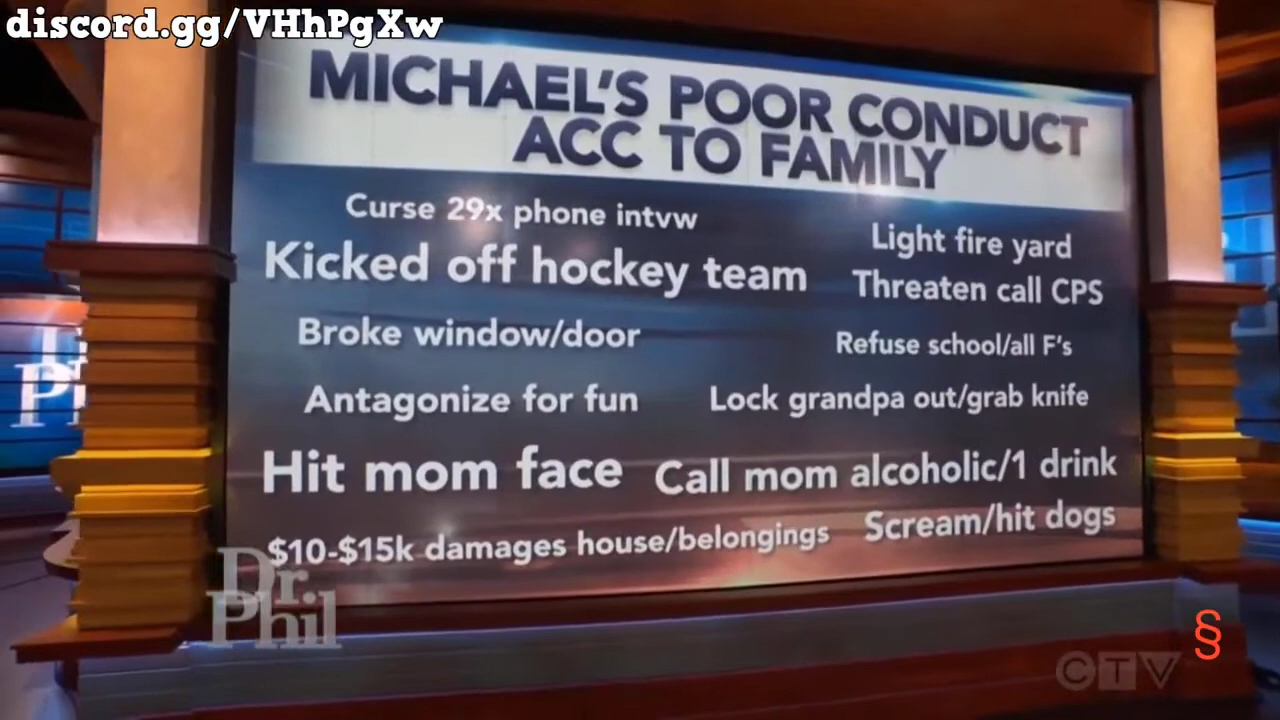 discord.gg/VHhPgXw
MICHAEL'S POOR CONDUCT
ACC TO FAMILY
Curse 29x phone intvw
Light fire yard
Kicked off hockey team
Threaten call CPS
Broke window/door
Refuse school/all F's
Antagonize for fun
Lock grandpa out/grab knife
Hit mom face
Call mom alcoholic/1 drink
$10-$15k damages house/belongings
Scream/hit dogs
Dr.
Phil
CTV
§
Phil